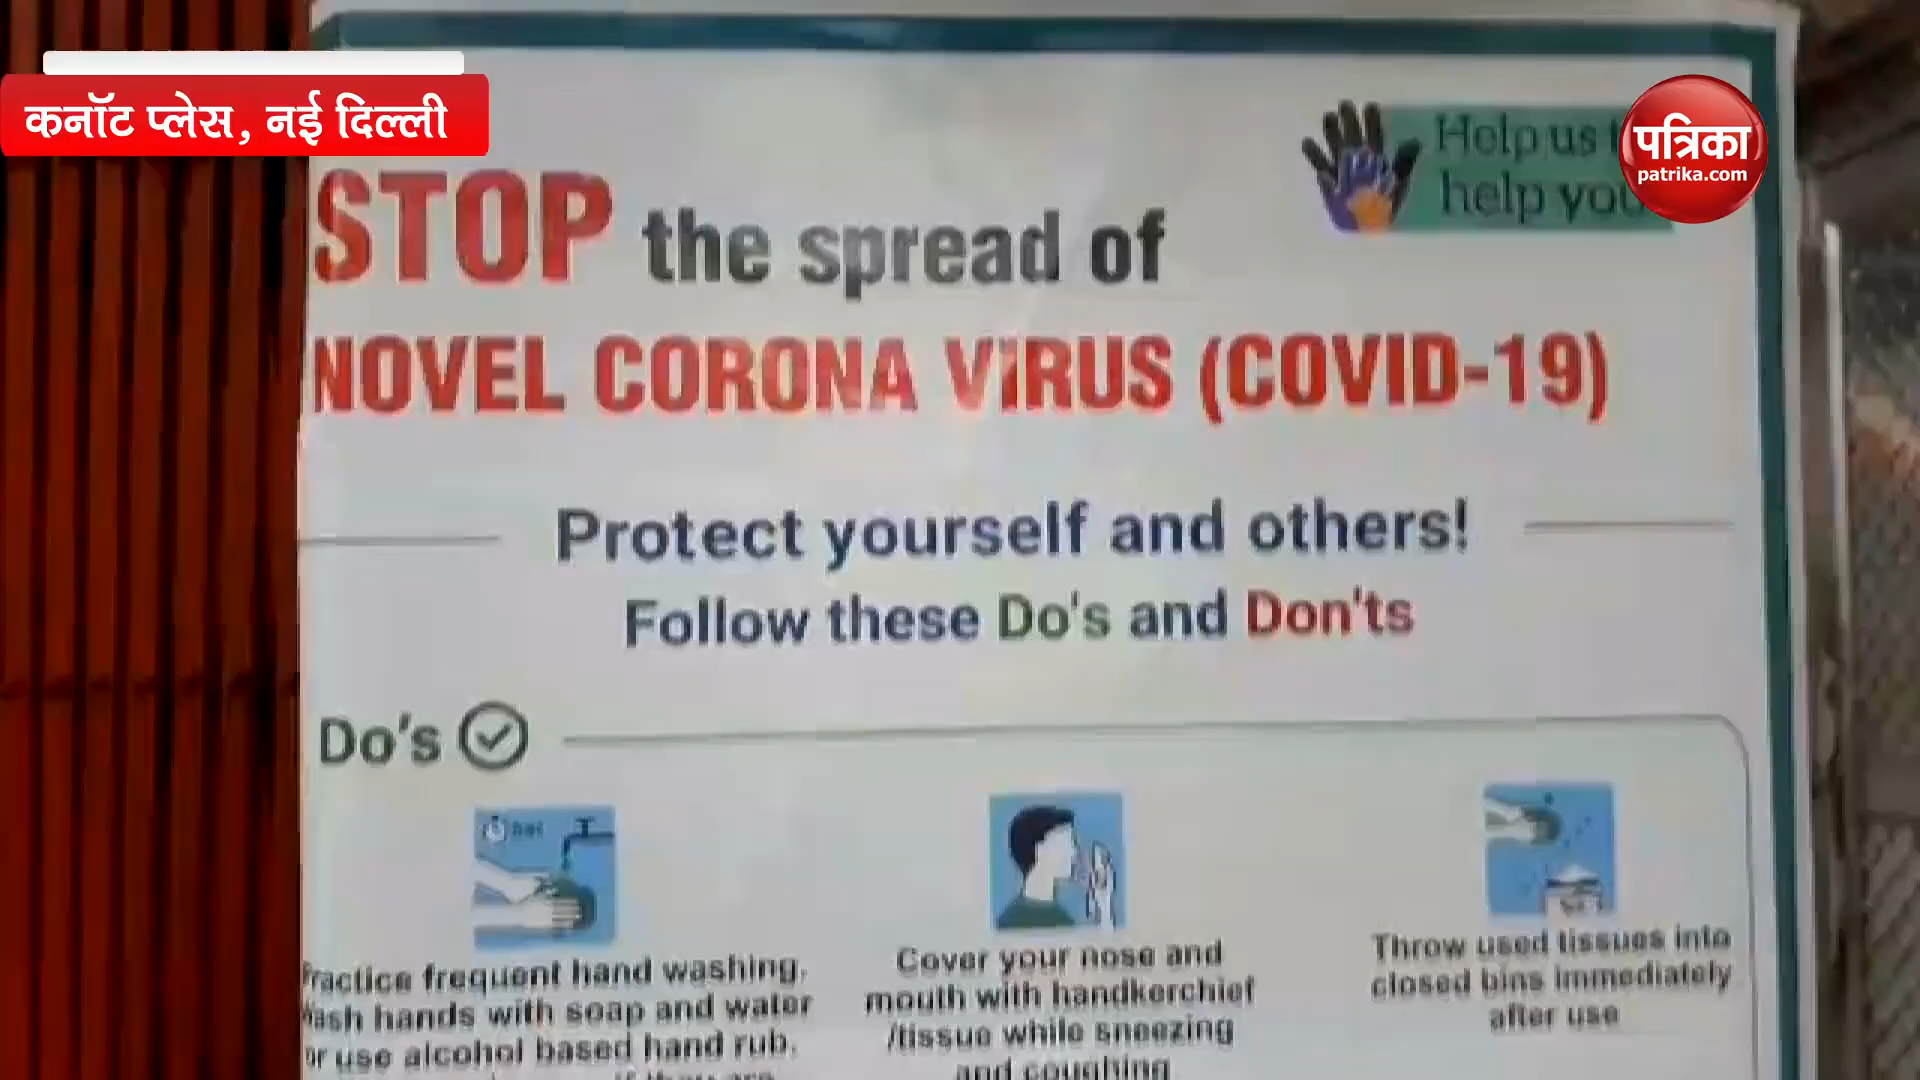 कनॉट प्लेस, नई दिल्ली
Help us
help you
पत्रिका
patrika.com
STOP the spread of
NOVEL CORONA VIRUS (COVID-19)
Protect yourself and others!
Follow these Do's and Don'ts
Do's
Practice frequent hand washing.
Wash hands with soap and water
or use alcohol based hand rub.
Cover your nose and
mouth with handkerchief
/tissue while sneezing
and coughing
Throw used tissues into
closed bins immediately
after use